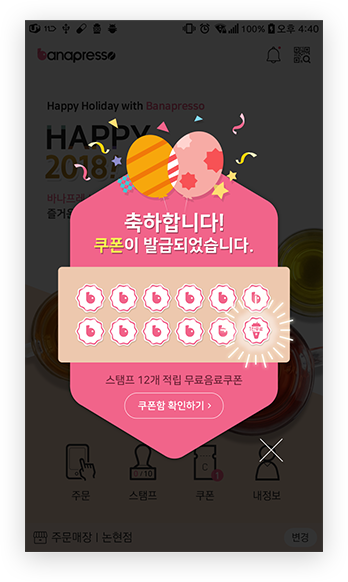 100% 오후 4:40
banapresso
Happy Holiday with Banapresso.
HAPPY
2018!
바나프레
즐거운
축하합니다!
쿠폰이 발급되었습니다.
스탬프 12개 적립 무료음료쿠폰
쿠폰함 확인하기 >
0 / 10
C
1
주문
스탬프
쿠폰
내정보
주문매장 | 논현점
변경